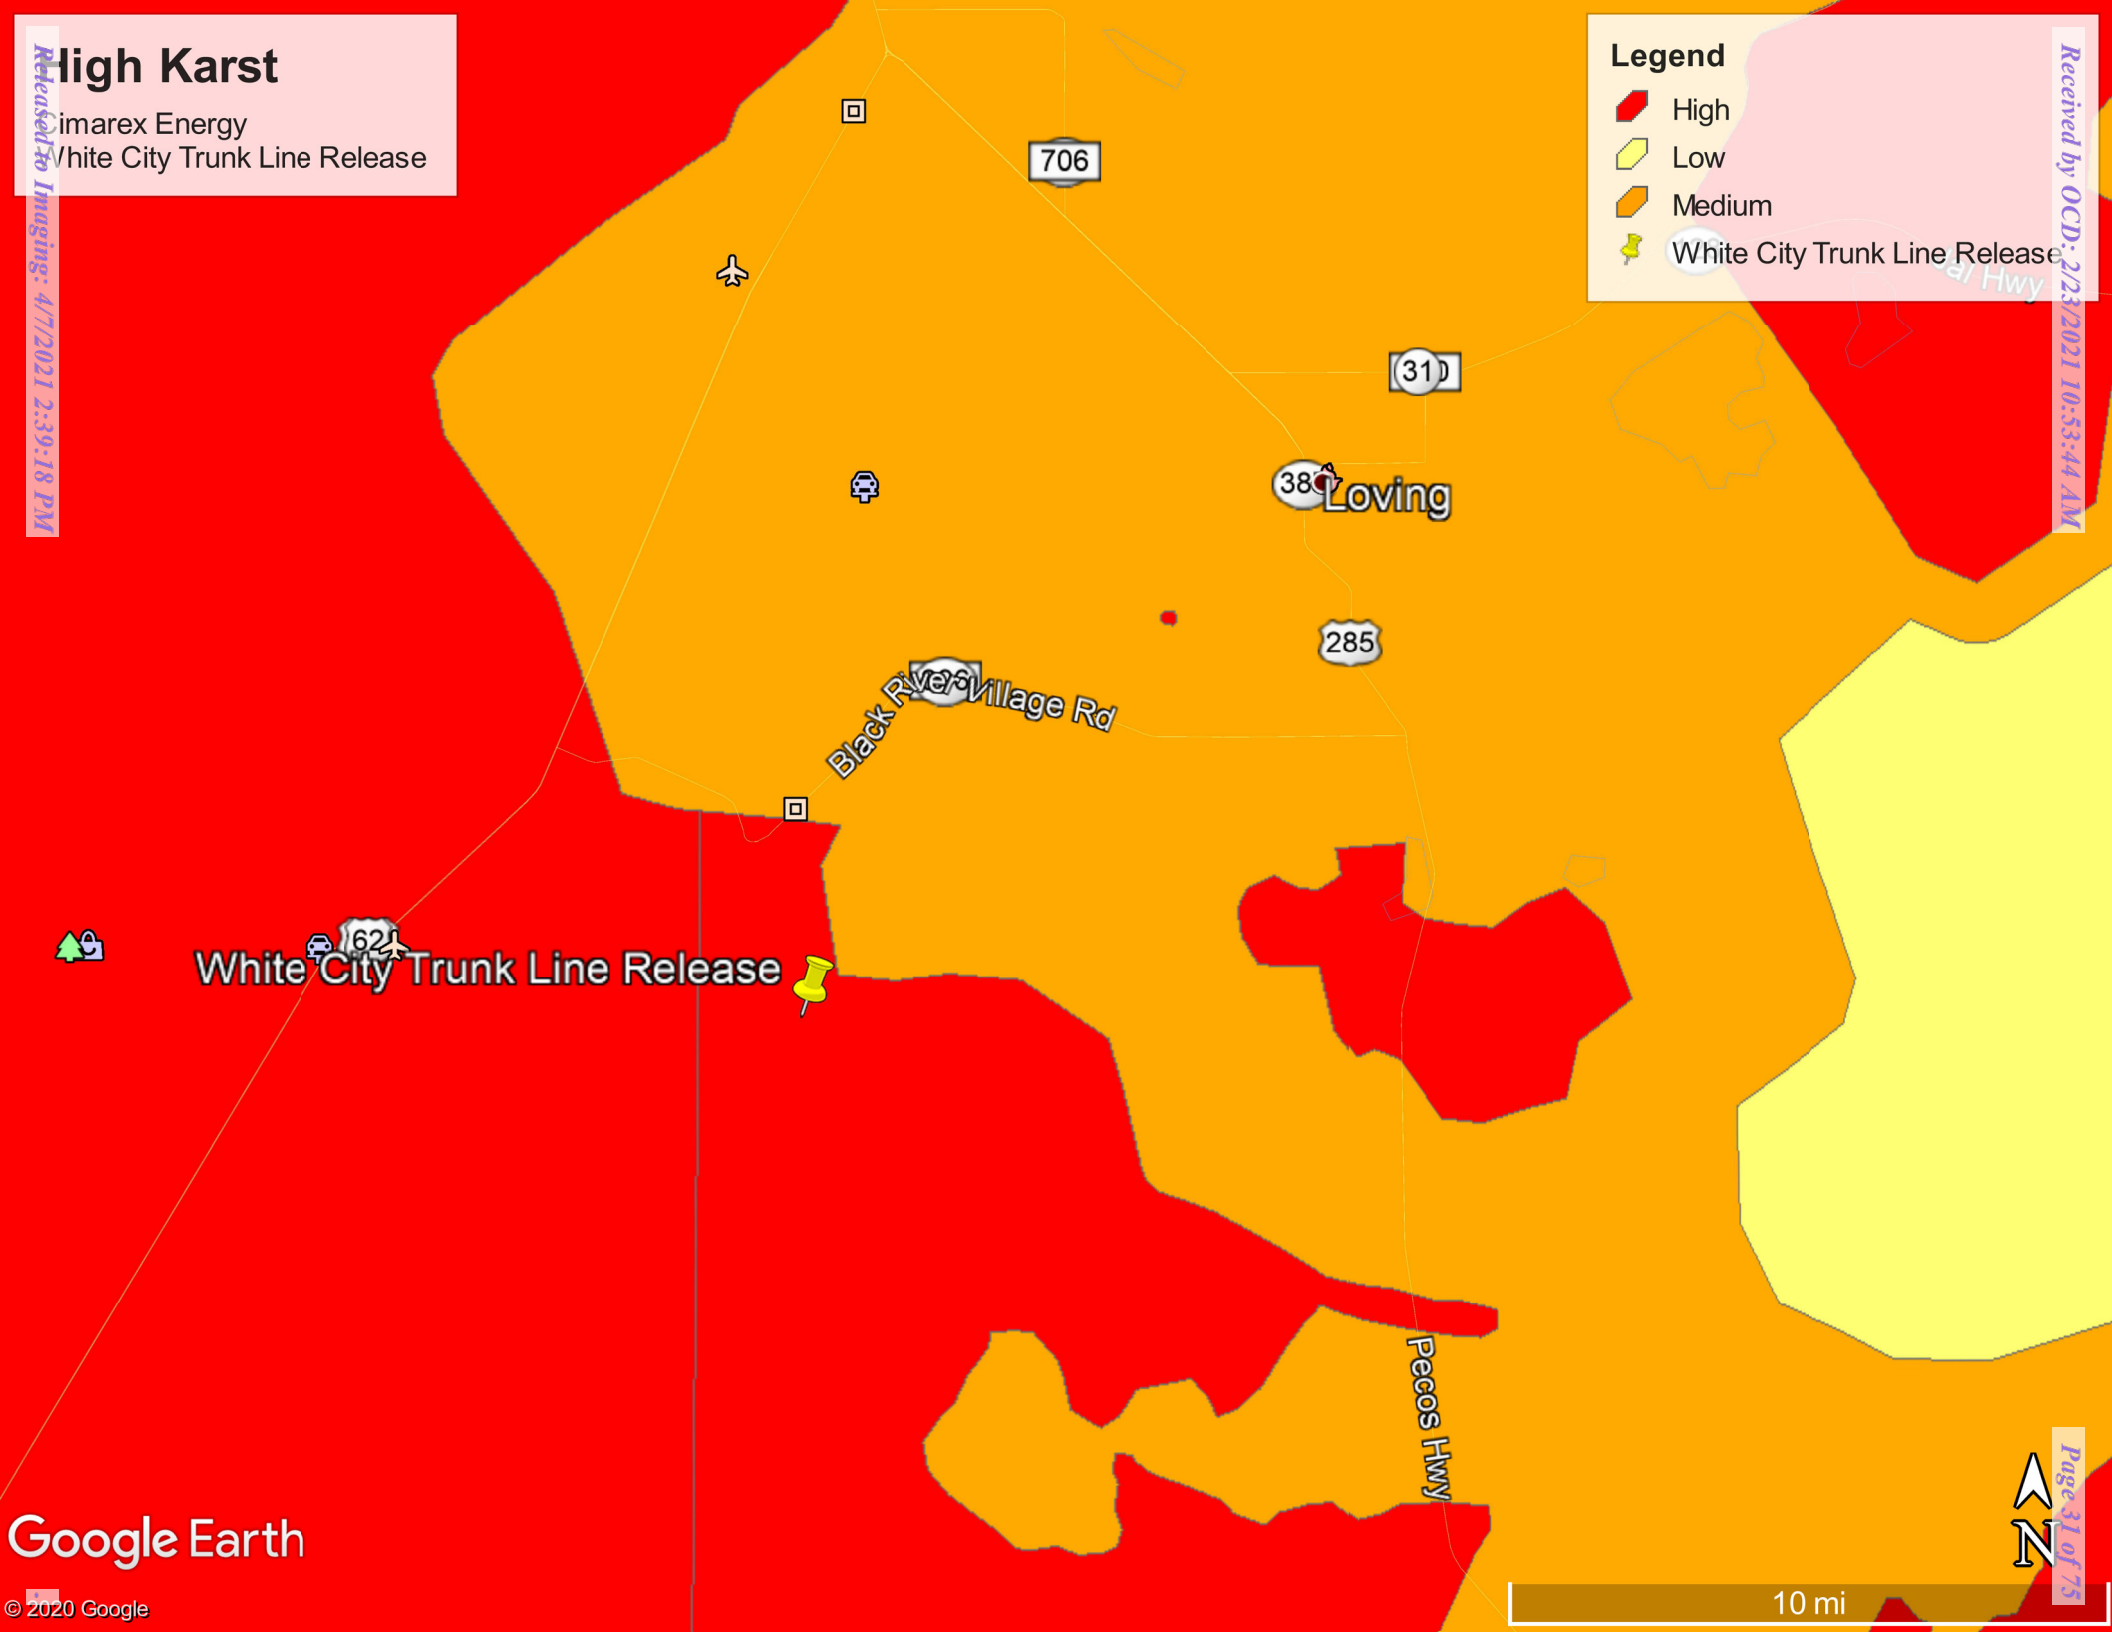 High Karst
Cimarex Energy
White City Trunk Line Release
Released to Imaging: 4/7/2021 2:39:18 PM
Legend
High
Low
Medium
White City Trunk Line Release
Jal Hwy
Received by OCD: 2/23/2021 10:53:44 AM
706
31
Loving
285
Black River Village Rd
62
White City Trunk Line Release
Pecos Hwy
Google Earth
© 2020 Google
N
10 mi
Page 31 of 75